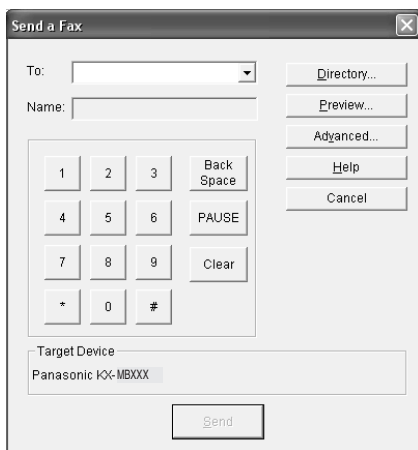 Send a Fax
To:
Directory...
Name:
Preview...
Advanced...
Help
Cancel
1 2 3 Back Space
4 5 6 PAUSE
7 8 9 Clear
* 0 #
Target Device
Panasonic KX-MBXXX
Send